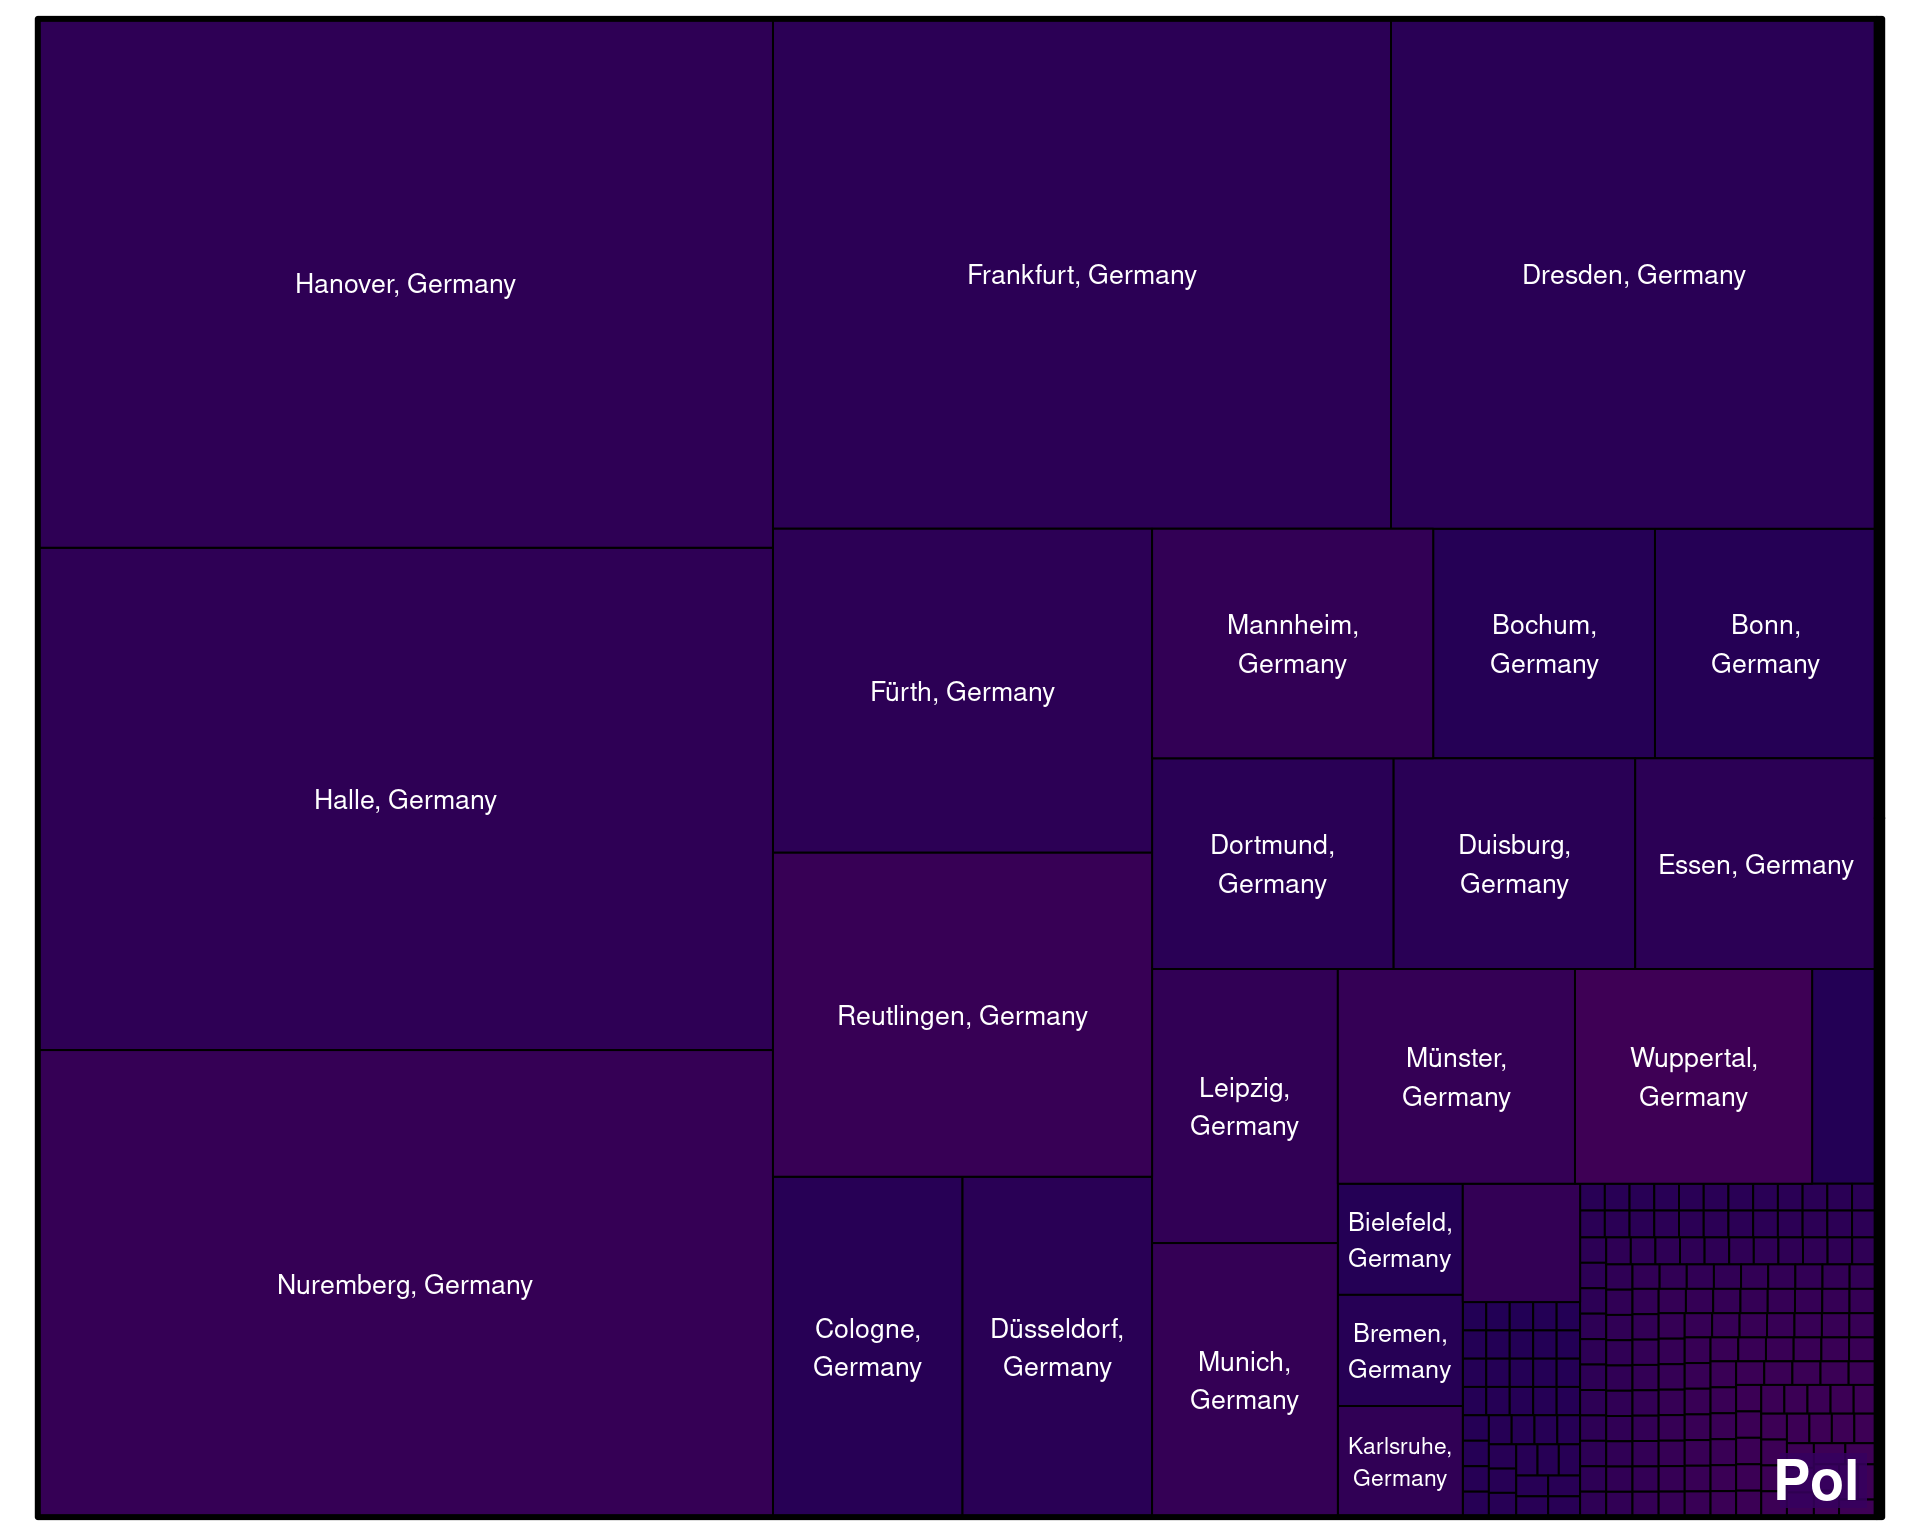 Hanover, Germany
Frankfurt, Germany
Dresden, Germany
Halle, Germany
Fürth, Germany
Mannheim,
Germany
Bochum,
Germany
Bonn,
Germany
Dortmund,
Germany
Duisburg,
Germany
Essen, Germany
Reutlingen, Germany
Leipzig,
Germany
Münster,
Germany
Wuppertal,
Germany
Nuremberg, Germany
Cologne,
Germany
Düsseldorf,
Germany
Munich,
Germany
Bielefeld,
Germany
Bremen,
Germany
Karlsruhe,
Germany
Pol